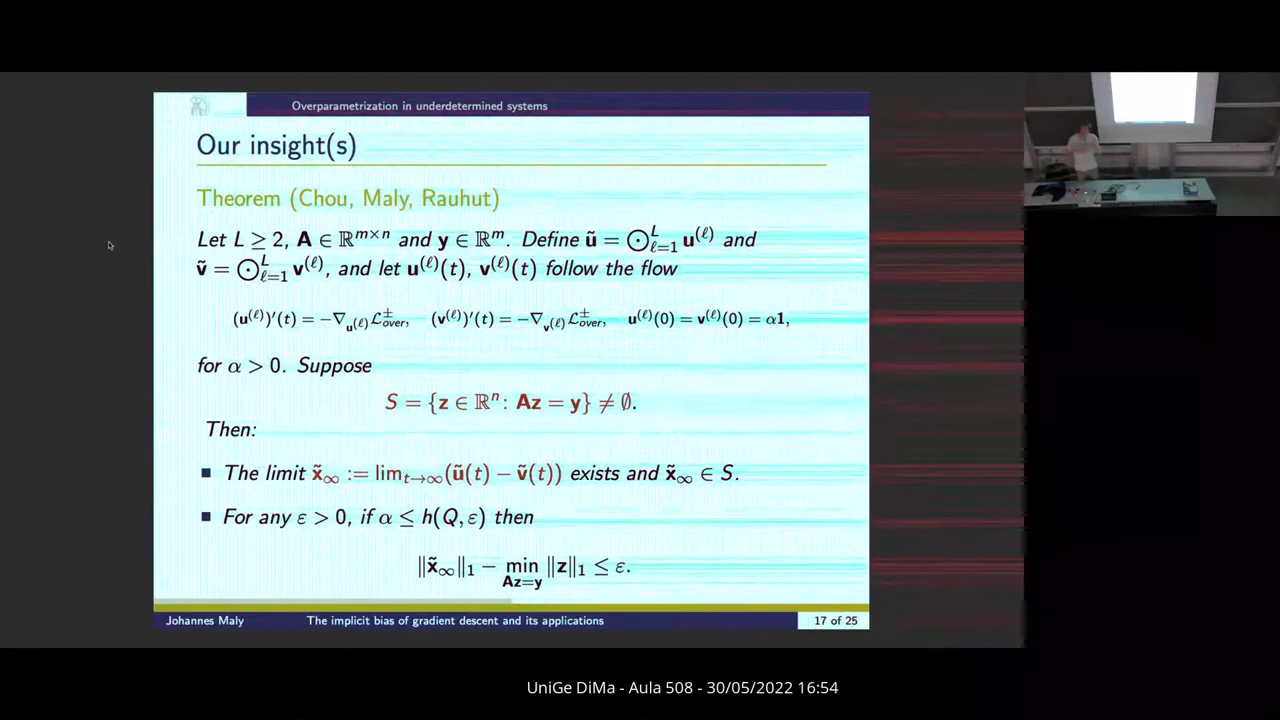 Overparametrization in underdetermined systems
Our insight(s)
Theorem (Chou, Maly, Rauhut)
Let L ≥ 2, A ∈ ℝ^{m×n} and y ∈ ℝ^m. Define ũ = ⨀_{ℓ=1}^L u^{(ℓ)} and
ṽ = ⨀_{ℓ=1}^L v^{(ℓ)}, and let u^{(ℓ)}(t), v^{(ℓ)}(t) follow the flow
(u^{(ℓ)})′(t) = −∇_{u^{(ℓ)}} ℒ^±_{over}, (v^{(ℓ)})′(t) = −∇_{v^{(ℓ)}} ℒ^±_{over}, u^{(ℓ)}(0) = v^{(ℓ)}(0) = α1,
for α > 0. Suppose
S = {z ∈ ℝ^n : Az = y} ≠ ∅.
Then:
■ The limit x̃_∞ := lim_{t→∞}(ũ(t) − ṽ(t)) exists and x̃_∞ ∈ S.
■ For any ε > 0, if α ≤ h(Q, ε) then
‖x̃_∞‖_1 − min_{Az=y} ‖z‖_1 ≤ ε.
Johannes Maly The implicit bias of gradient descent and its applications 17 of 25
UniGe DiMa - Aula 508 - 30/05/2022 16:54